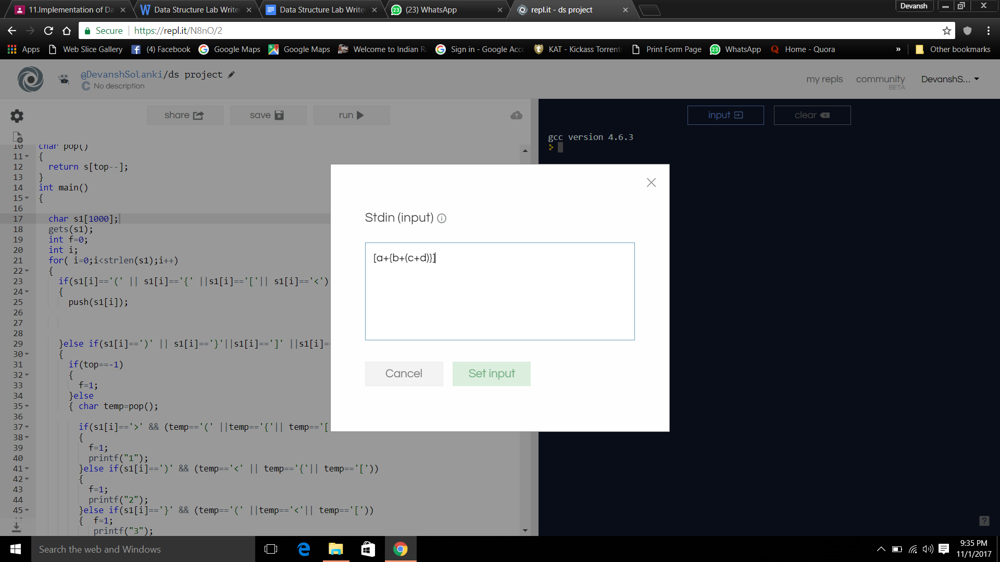 11.Implementation of Da
Data Structure Lab Write
Data Structure Lab Write
(23) WhatsApp
repl.it - ds project
Devansh
Secure
https://repl.it/N8nO/2
Apps
Web Slice Gallery
(4) Facebook
Google Maps
Google Maps
Welcome to Indian Ra
Sign in - Google Acco
KAT - Kickass Torrents
Print Form Page
23
WhatsApp
Home - Quora
»
Other bookmarks
@DevanshSolanki/ds project
No description
my repls
community
BETA
DevanshS...
share
save
run
input
clear
gcc version 4.6.3
10 char pop()
11 {
12 return s[top--];
13 }
14 int main()
15 {
16
17 char s1[1000];
18 gets(s1);
19 int f=0;
20 int i;
21 for( i=0;i<strlen(s1);i++)
22 {
23 if(s1[i]=='(' || s1[i]=='{' ||s1[i]=='['|| s1[i]=='<')
24 {
25 push(s1[i]);
26
27
28
29 }else if(s1[i]==')' || s1[i]=='}'||s1[i]==']' ||s1[i]=
30 {
31 if(top==-1)
32 {
33 f=1;
34 }else
35 { char temp=pop();
36
37 if(s1[i]=='>' && (temp=='(' ||temp=='{'|| temp=='[
38 {
39 f=1;
40 printf("1");
41 }else if(s1[i]==')' && (temp=='<' || temp=='{'|| temp=='['))
42 {
43 f=1;
44 printf("2");
45 }else if(s1[i]=='}' && (temp=='(' ||temp=='<'|| temp=='['))
{ f=1;
printf("3");
Stdin (input)
[a+{b+(c+d)}]
Cancel
Set input
?
Search the web and Windows
9:35 PM
11/1/2017